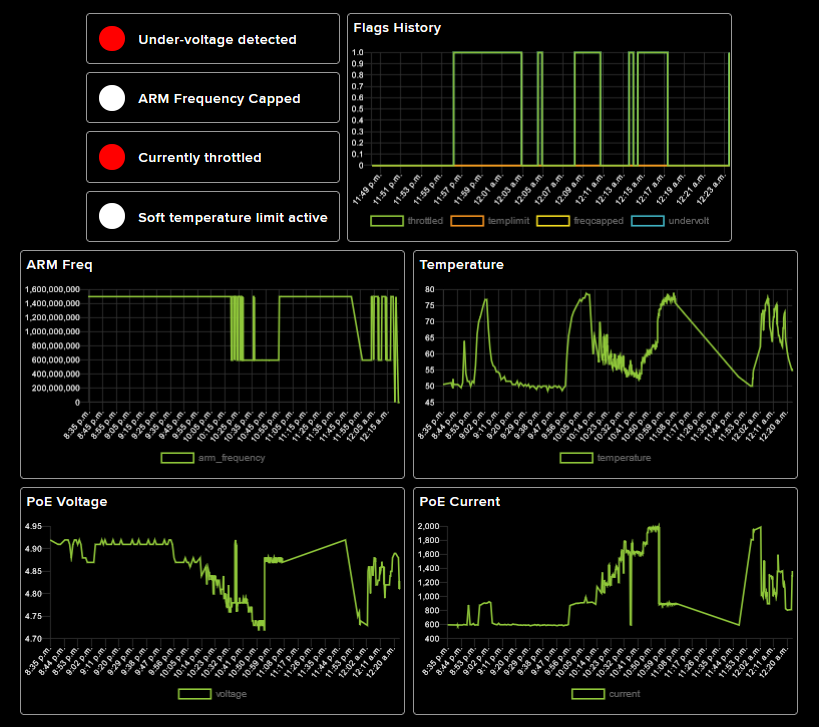 Under-voltage detected
ARM Frequency Capped
Currently throttled
Soft temperature limit active
Flags History
1.0
0.9
0.8
0.7
0.6
0.5
0.4
0.3
0.2
0.1
0
11:49 p.m. 11:51 p.m. 11:53 p.m. 11:55 p.m. 11:57 p.m. 11:59 p.m. 12:01 a.m. 12:03 a.m. 12:05 a.m. 12:07 a.m. 12:09 a.m. 12:11 a.m. 12:13 a.m. 12:15 a.m. 12:17 a.m. 12:19 a.m. 12:21 a.m. 12:23 a.m.
throttled templimit freqcapped undervolt
ARM Freq
1,600,000,000
1,400,000,000
1,200,000,000
1,000,000,000
800,000,000
600,000,000
400,000,000
200,000,000
0
8:35 p.m. 8:45 p.m. 8:55 p.m. 9:05 p.m. 9:15 p.m. 9:25 p.m. 9:35 p.m. 9:45 p.m. 9:55 p.m. 10:05 p.m. 10:15 p.m. 10:25 p.m. 10:35 p.m. 10:45 p.m. 10:55 p.m. 11:05 p.m. 11:15 p.m. 11:25 p.m. 11:35 p.m. 11:45 p.m. 11:55 p.m. 12:05 a.m. 12:15 a.m.
arm_frequency
Temperature
80
75
70
65
60
55
50
45
8:35 p.m. 8:44 p.m. 8:53 p.m. 9:02 p.m. 9:11 p.m. 9:20 p.m. 9:29 p.m. 9:38 p.m. 9:47 p.m. 9:56 p.m. 10:05 p.m. 10:14 p.m. 10:23 p.m. 10:32 p.m. 10:41 p.m. 10:50 p.m. 10:59 p.m. 11:08 p.m. 11:17 p.m. 11:26 p.m. 11:35 p.m. 11:44 p.m. 11:53 p.m. 12:02 a.m. 12:11 a.m. 12:20 a.m.
temperature
PoE Voltage
4.95
4.90
4.85
4.80
4.75
4.70
8:35 p.m. 8:44 p.m. 8:53 p.m. 9:02 p.m. 9:11 p.m. 9:20 p.m. 9:29 p.m. 9:38 p.m. 9:47 p.m. 9:56 p.m. 10:05 p.m. 10:14 p.m. 10:23 p.m. 10:32 p.m. 10:41 p.m. 10:50 p.m. 10:59 p.m. 11:08 p.m. 11:17 p.m. 11:26 p.m. 11:35 p.m. 11:44 p.m. 11:53 p.m. 12:02 a.m. 12:11 a.m. 12:20 a.m.
voltage
PoE Current
2,000
1,800
1,600
1,400
1,200
1,000
800
600
400
8:35 p.m. 8:44 p.m. 8:53 p.m. 9:02 p.m. 9:11 p.m. 9:20 p.m. 9:29 p.m. 9:38 p.m. 9:47 p.m. 9:56 p.m. 10:05 p.m. 10:14 p.m. 10:23 p.m. 10:32 p.m. 10:41 p.m. 10:50 p.m. 10:59 p.m. 11:08 p.m. 11:17 p.m. 11:26 p.m. 11:35 p.m. 11:44 p.m. 11:53 p.m. 12:02 a.m. 12:11 a.m. 12:20 a.m.
current